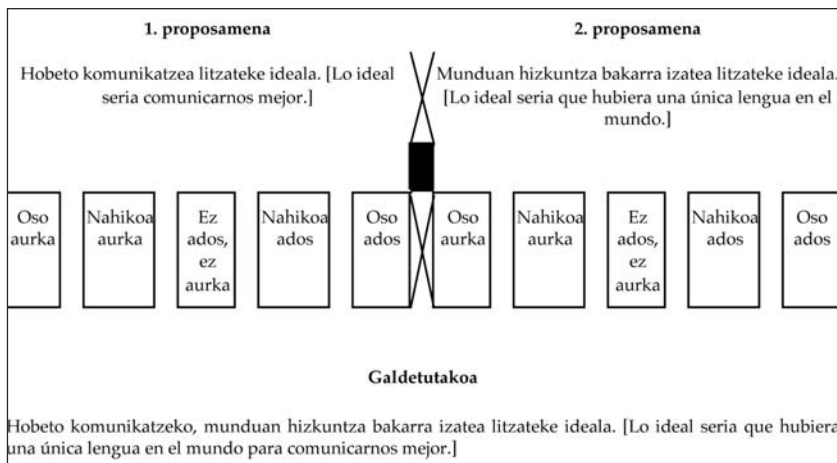 1. proposamena
Hobeto komunikatzea litzateke ideala. [Lo ideal
seria comunicarnos mejor.]
2. proposamena
Munduan hizkuntza bakarra izatea litzateke ideala.
[Lo ideal seria que hubiera una única lengua en el
mundo.]
Oso
aurka
Nahikoa
aurka
Ez
ados,
ez
aurka
Nahikoa
ados
Oso
ados
Oso
aurka
Nahikoa
aurka
Ez
ados,
ez
aurka
Nahikoa
ados
Oso
ados
Galdetutakoa
Hobeto komunikatzeko, munduan hizkuntza bakarra izatea litzateke ideala. [Lo ideal seria que hubiera
una única lengua en el mundo para comunicarnos mejor.]